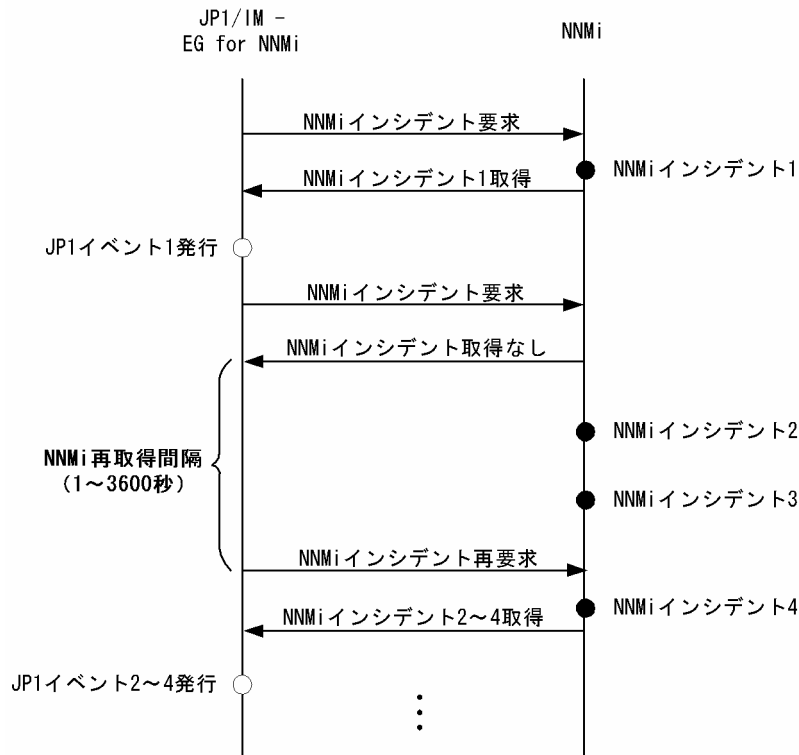 JP1/IM -
EG for NNMi
NNMi
NNMiインシデント要求
NNMiインシデント1
NNMiインシデント1取得
JP1イベント1発行
NNMiインシデント要求
NNMiインシデント取得なし
NNMiインシデント2
NNMi再取得間隔
(1～3600秒)
NNMiインシデント3
NNMiインシデント再要求
NNMiインシデント4
NNMiインシデント2～4取得
JP1イベント2～4発行